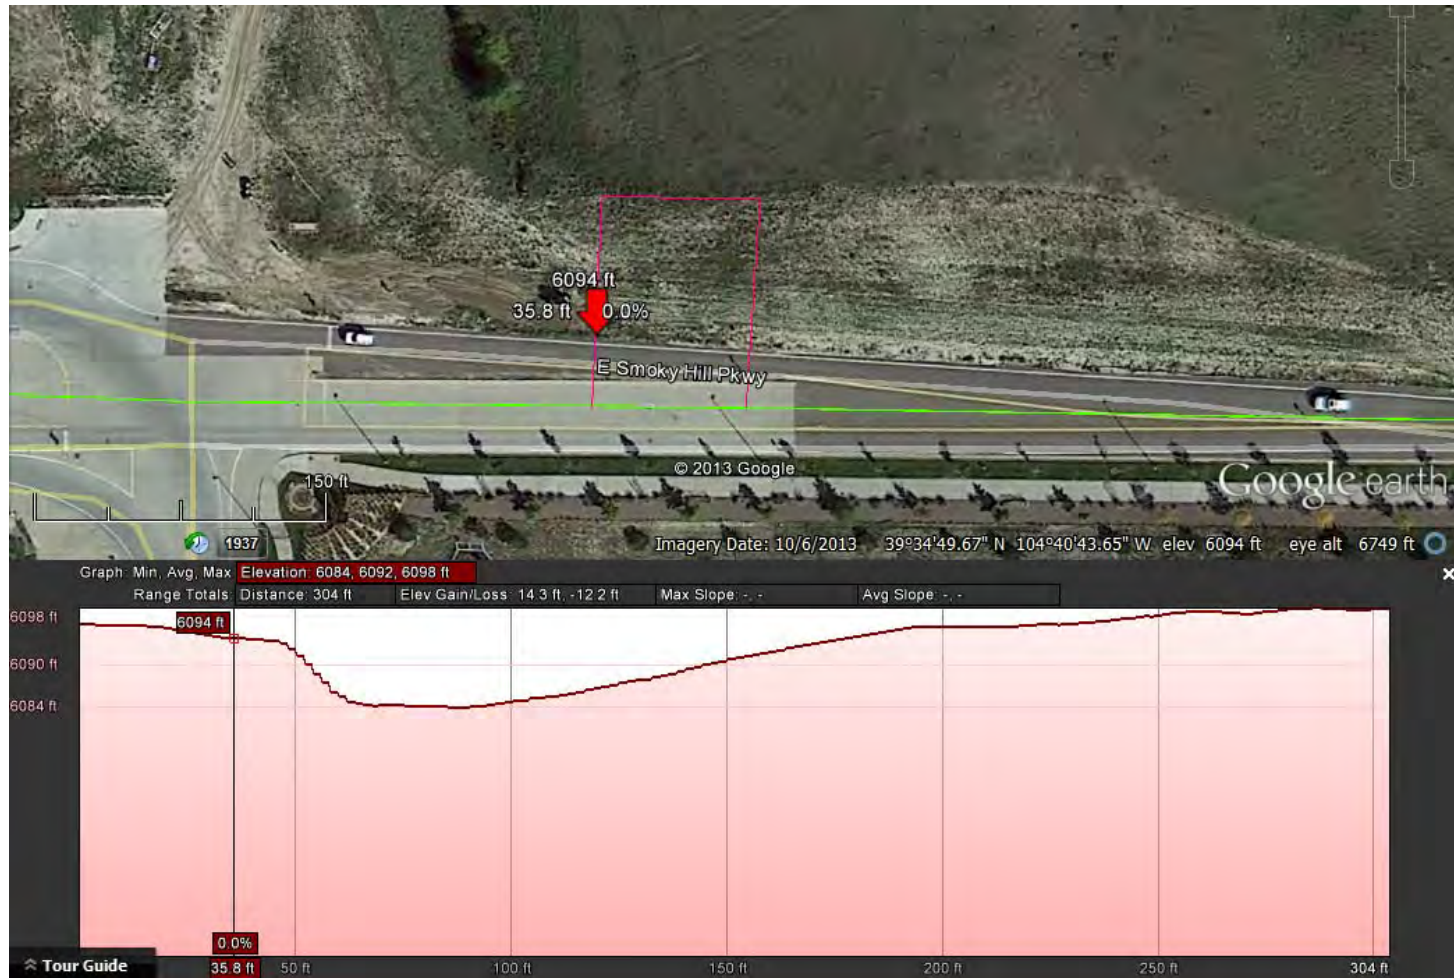 6094 ft
35.8 ft 0.0%
E Smoky Hill Pkwy
© 2013 Google
150 ft
Google earth
1937
Imagery Date: 10/6/2013 39°34'49.67" N 104°40'43.65" W elev 6094 ft eye alt 6749 ft
Graph: Min, Avg, Max Elevation: 6084, 6092, 6098 ft
Range Totals: Distance: 304 ft Elev Gain/Loss: 14.3 ft, -12.2 ft Max Slope: -, - Avg Slope: -, -
6098 ft
6094 ft
6090 ft
6084 ft
0.0%
Tour Guide
35.8 ft 50 ft 100 ft 150 ft 200 ft 250 ft 304 ft